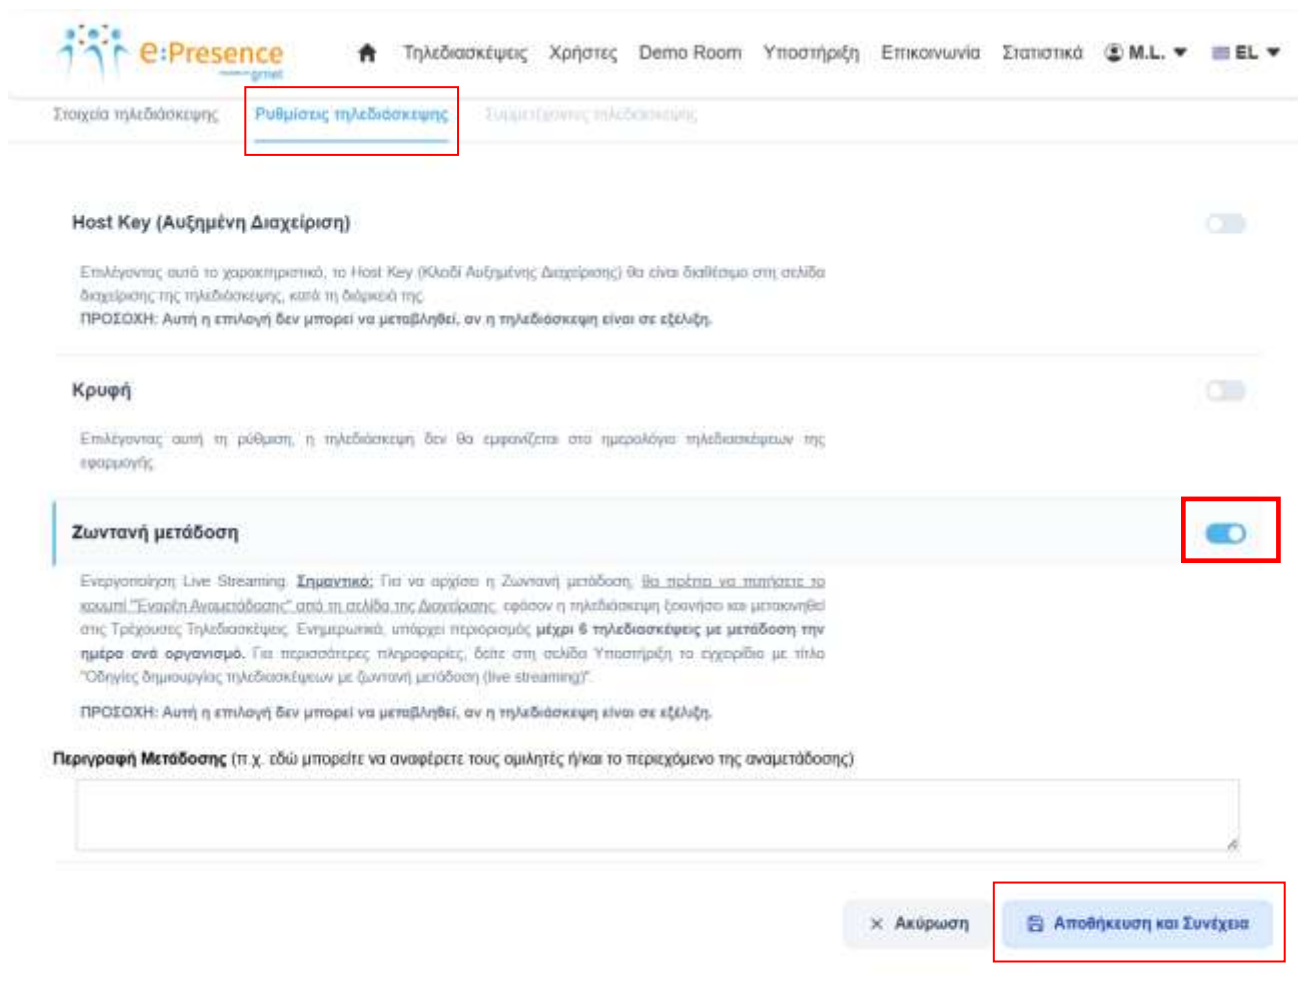 e:Presence
grnet
Τηλεδιασκέψεις Χρήστες Demo Room Υποστήριξη Επικοινωνία Στατιστικά M.L. EL
Στοιχεία τηλεδιάσκεψης Ρυθμίσεις τηλεδιάσκεψης Συμμετέχοντες τηλεδιάσκεψης
Host Key (Αυξημένη Διαχείριση)
Επιλέγοντας αυτό το χαρακτηριστικό, το Host Key (Κλειδί Αυξημένης Διαχείρισης) θα είναι διαθέσιμο στη σελίδα
διαχείρισης της τηλεδιάσκεψης, κατά τη διάρκειά της.
ΠΡΟΣΟΧΗ: Αυτή η επιλογή δεν μπορεί να μεταβληθεί, αν η τηλεδιάσκεψη είναι σε εξέλιξη.
Κρυφή
Επιλέγοντας αυτή τη ρύθμιση, η τηλεδιάσκεψη δεν θα εμφανίζεται στο ημερολόγιο τηλεδιασκέψεων της
εφαρμογής.
Ζωντανή μετάδοση
Ενεργοποίηση Live Streaming. Σημαντικό: Για να αρχίσει η Ζωντανή μετάδοση, θα πρέπει να πατήσετε το
κουμπί "Έναρξη Αναμετάδοσης" από τη σελίδα της Διαχείρισης, εφόσον η τηλεδιάσκεψη ξεκινήσει και μετακινηθεί
στις Τρέχουσες Τηλεδιασκέψεις. Ενημερωτικά, υπάρχει περιορισμός μέχρι 6 τηλεδιασκέψεις με μετάδοση την
ημέρα ανά οργανισμό. Για περισσότερες πληροφορίες, δείτε στη σελίδα Υποστήριξη το εγχειρίδιο με τίτλο
"Οδηγίες δημιουργίας τηλεδιασκέψεων με ζωντανή μετάδοση (live streaming)".
ΠΡΟΣΟΧΗ: Αυτή η επιλογή δεν μπορεί να μεταβληθεί, αν η τηλεδιάσκεψη είναι σε εξέλιξη.
Περιγραφή Μετάδοσης (π.χ. εδώ μπορείτε να αναφέρετε τους ομιλητές ή/και το περιεχόμενο της αναμετάδοσης)
Ακύρωση Αποθήκευση και Συνέχεια